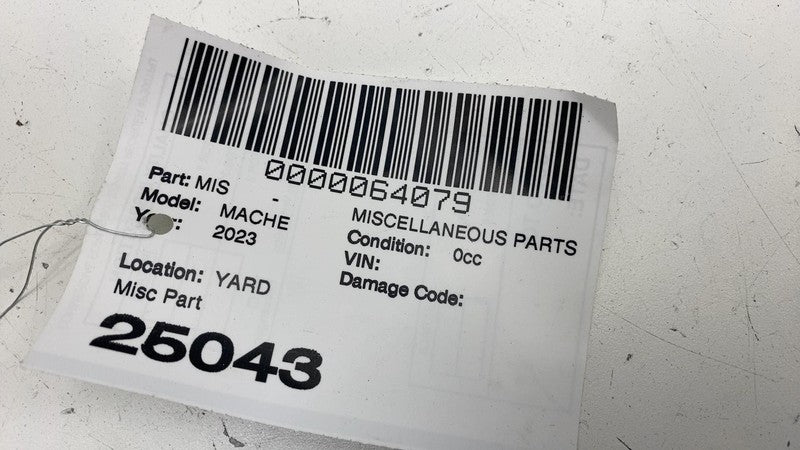 0000064079
Part: MIS - MISCELLANEOUS PARTS
Model: MACHE Condition: 0cc
2023 VIN:
Location: YARD Damage Code:
Misc Part
25043